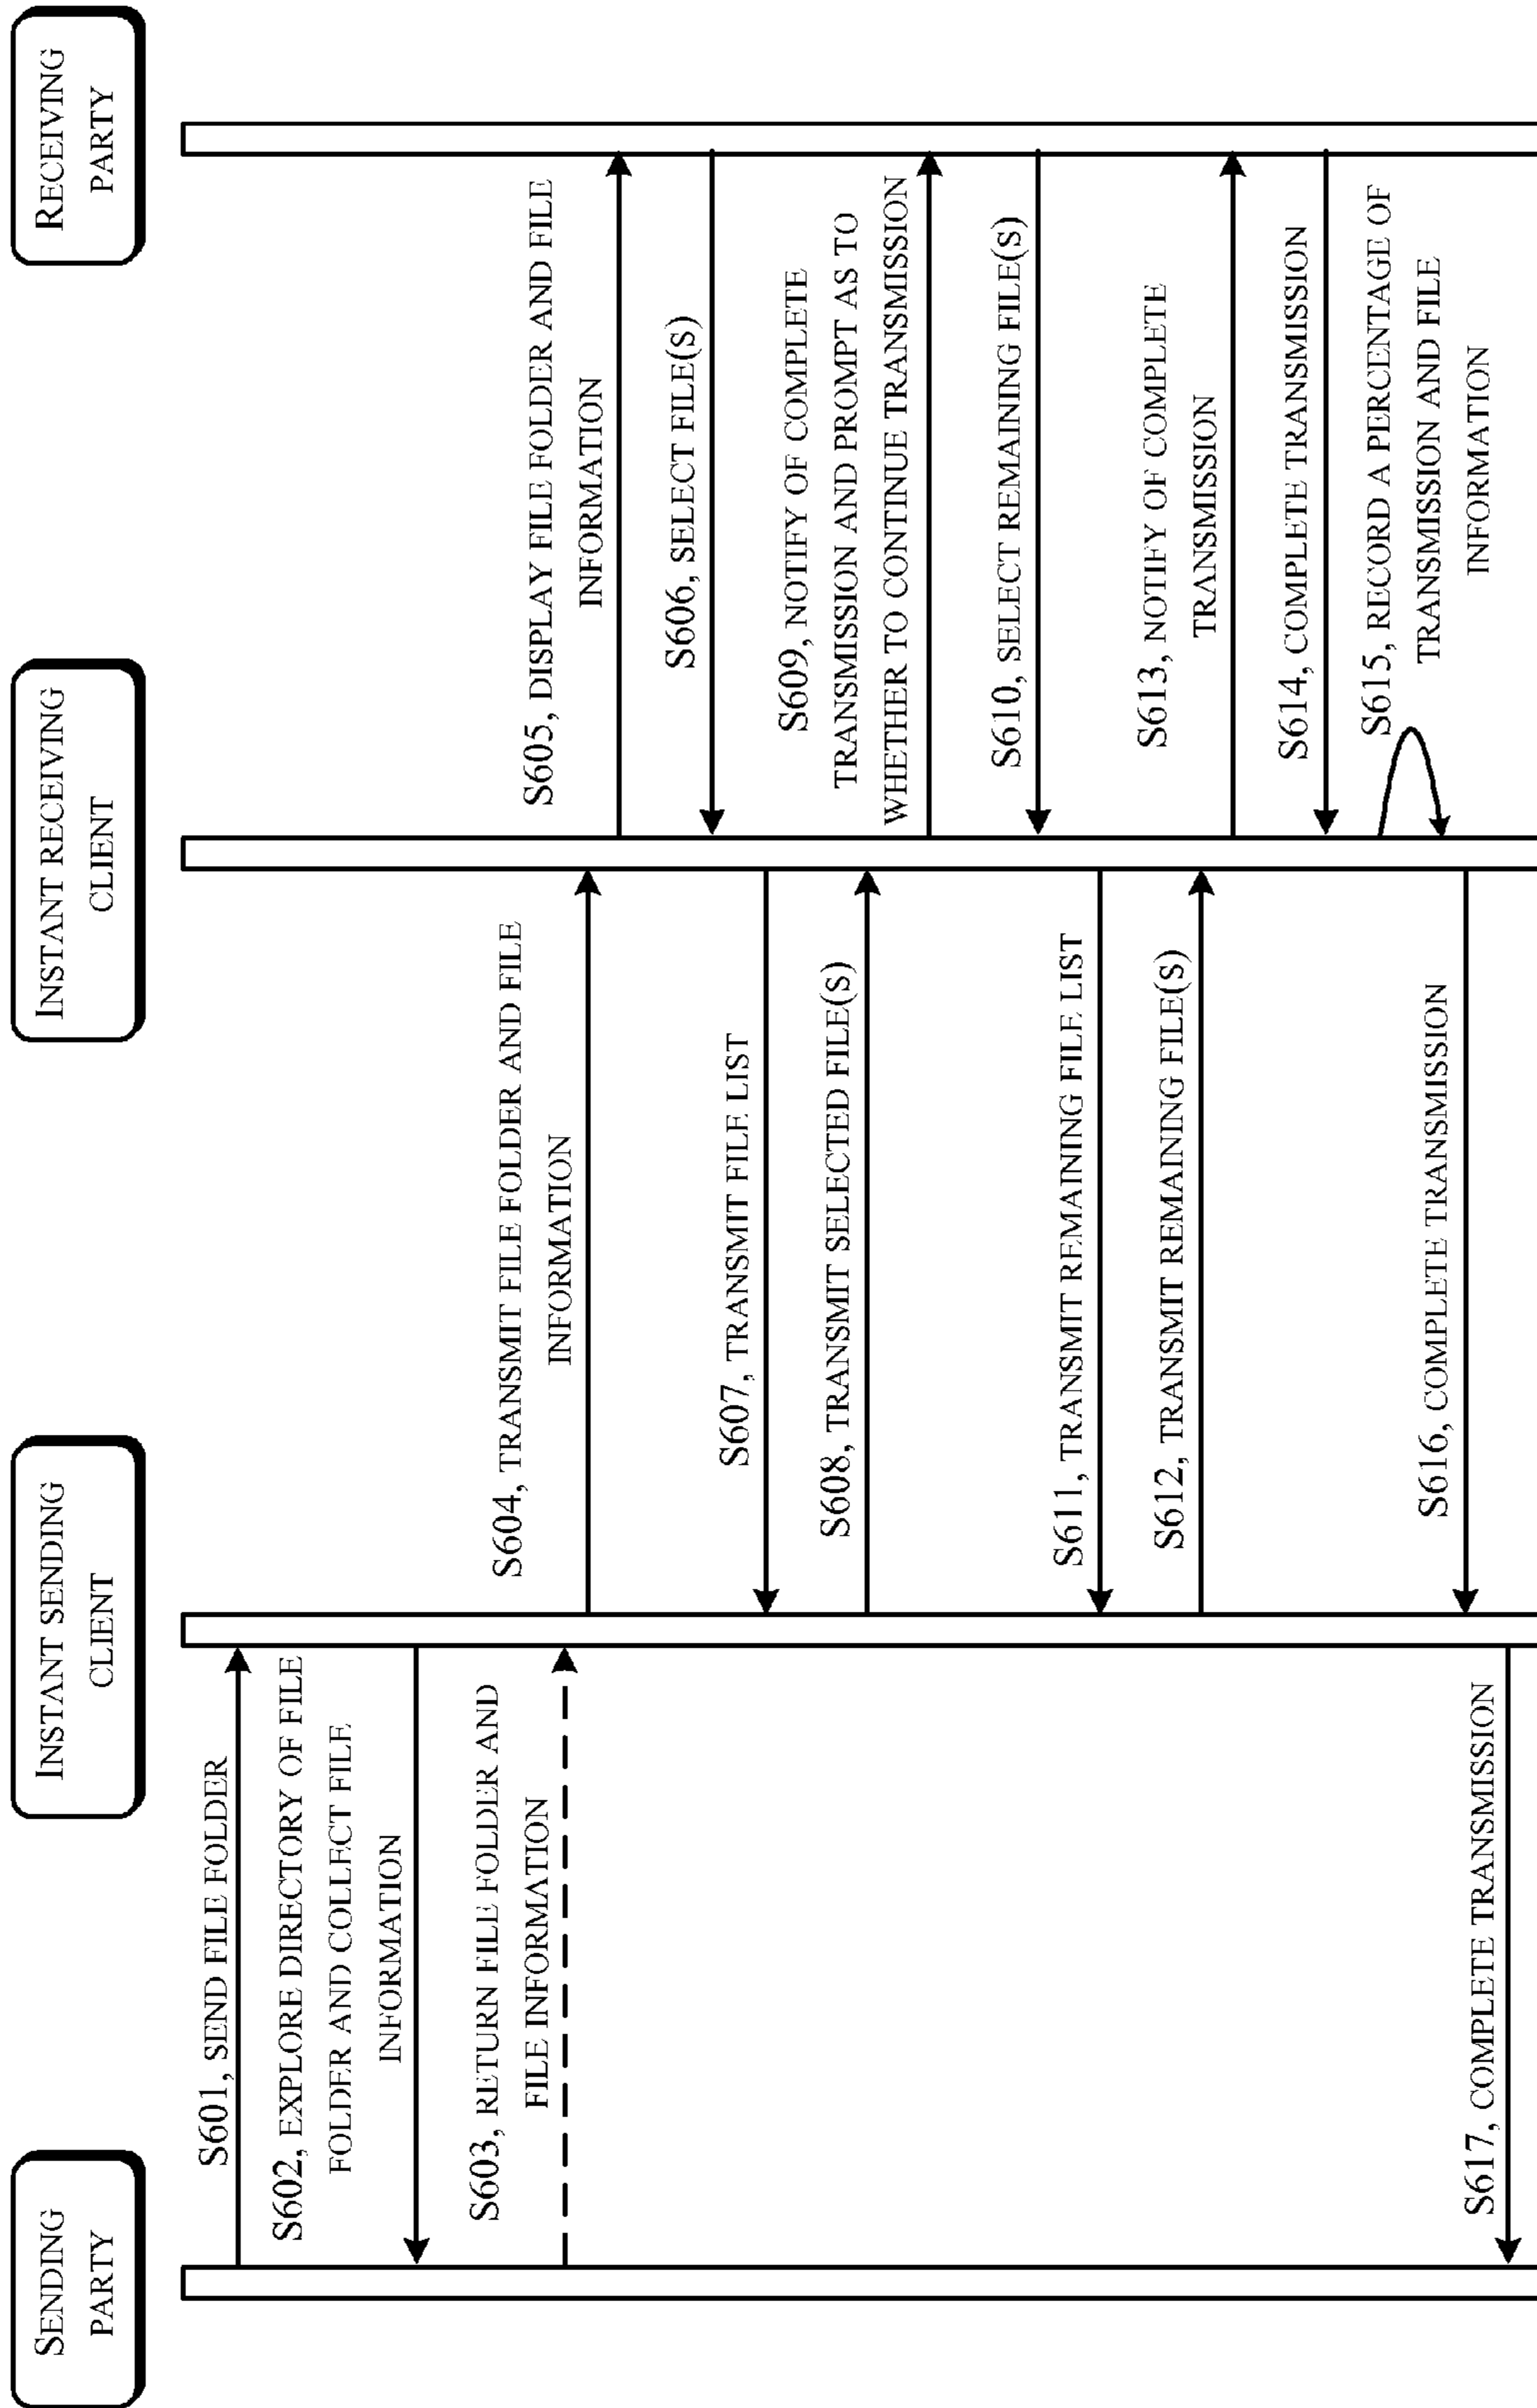 SENDING
PARTY
INSTANT SENDING
CLIENT
INSTANT RECEIVING
CLIENT
RECEIVING
PARTY
S601, SEND FILE FOLDER
S602, EXPLORE DIRECTORY OF FILE
FOLDER AND COLLECT FILE
INFORMATION
S603, RETURN FILE FOLDER AND
FILE INFORMATION
S604, TRANSMIT FILE FOLDER AND FILE
INFORMATION
S605, DISPLAY FILE FOLDER AND FILE
INFORMATION
S606, SELECT FILE(S)
S607, TRANSMIT FILE LIST
S608, TRANSMIT SELECTED FILE(S)
S609, NOTIFY OF COMPLETE
TRANSMISSION AND PROMPT AS TO
WHETHER TO CONTINUE TRANSMISSION
S610, SELECT REMAINING FILE(S)
S611, TRANSMIT REMAINING FILE LIST
S612, TRANSMIT REMAINING FILE(S)
S613, NOTIFY OF COMPLETE
TRANSMISSION
S614, COMPLETE TRANSMISSION
S615, RECORD A PERCENTAGE OF
TRANSMISSION AND FILE
INFORMATION
S616, COMPLETE TRANSMISSION
S617, COMPLETE TRANSMISSION